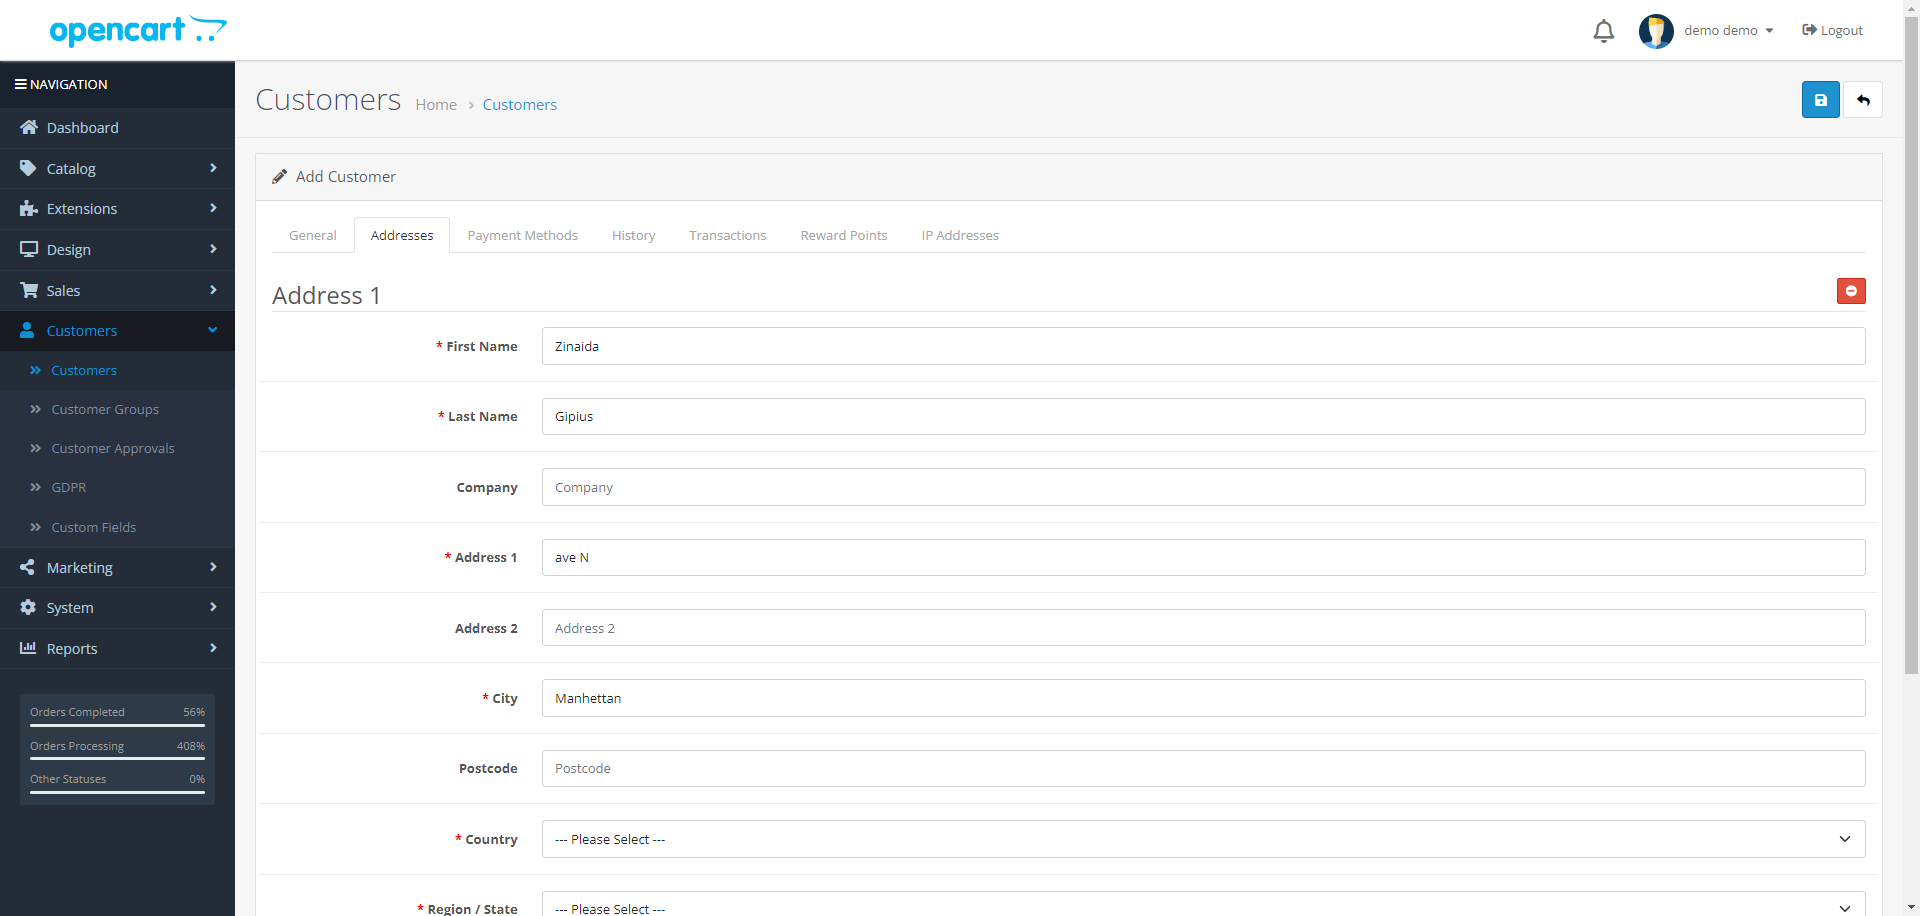 opencart
demo demo
Logout
NAVIGATION
Dashboard
Catalog
Extensions
Design
Sales
Customers
Customers
Customer Groups
Customer Approvals
GDPR
Custom Fields
Marketing
System
Reports
Orders Completed 56%
Orders Processing 408%
Other Statuses 0%
Customers
Home › Customers
Add Customer
General
Addresses
Payment Methods
History
Transactions
Reward Points
IP Addresses
Address 1
* First Name Zinaida
* Last Name Gipius
Company Company
* Address 1 ave N
Address 2 Address 2
* City Manhettan
Postcode Postcode
* Country --- Please Select ---
* Region / State --- Please Select ---